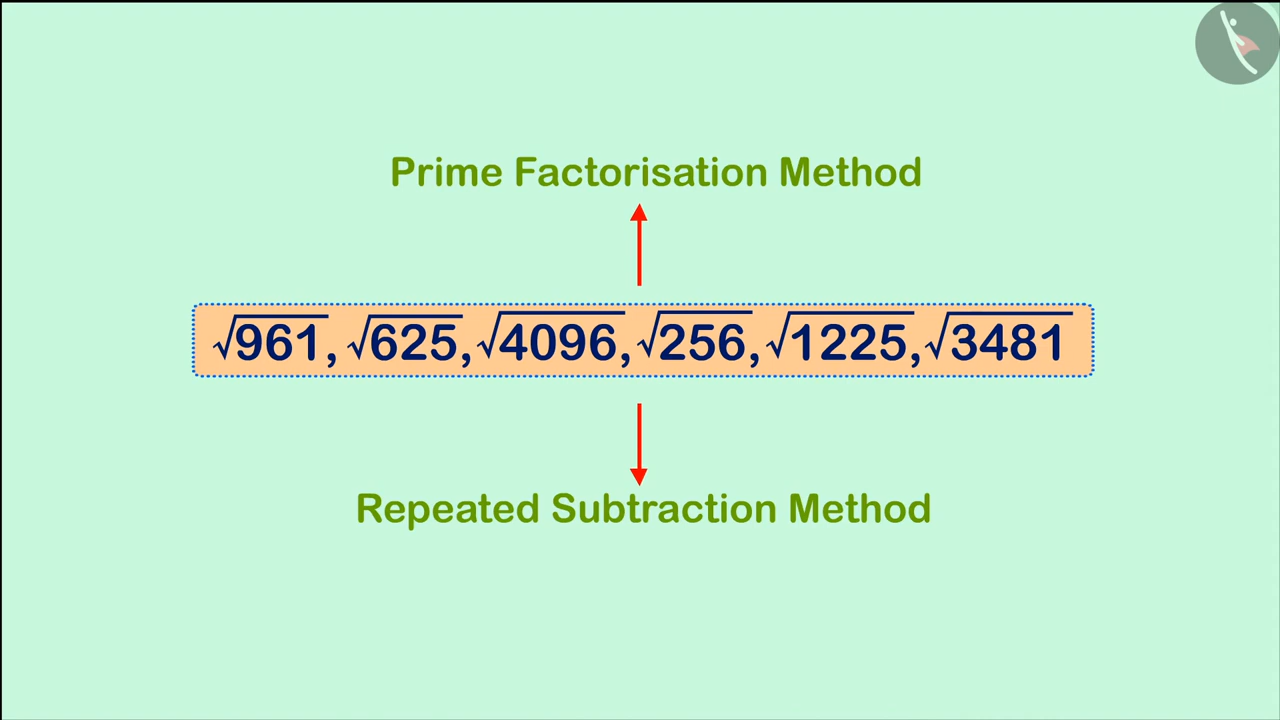 Prime Factorisation Method
√961, √625, √4096, √256, √1225, √3481
Repeated Subtraction Method